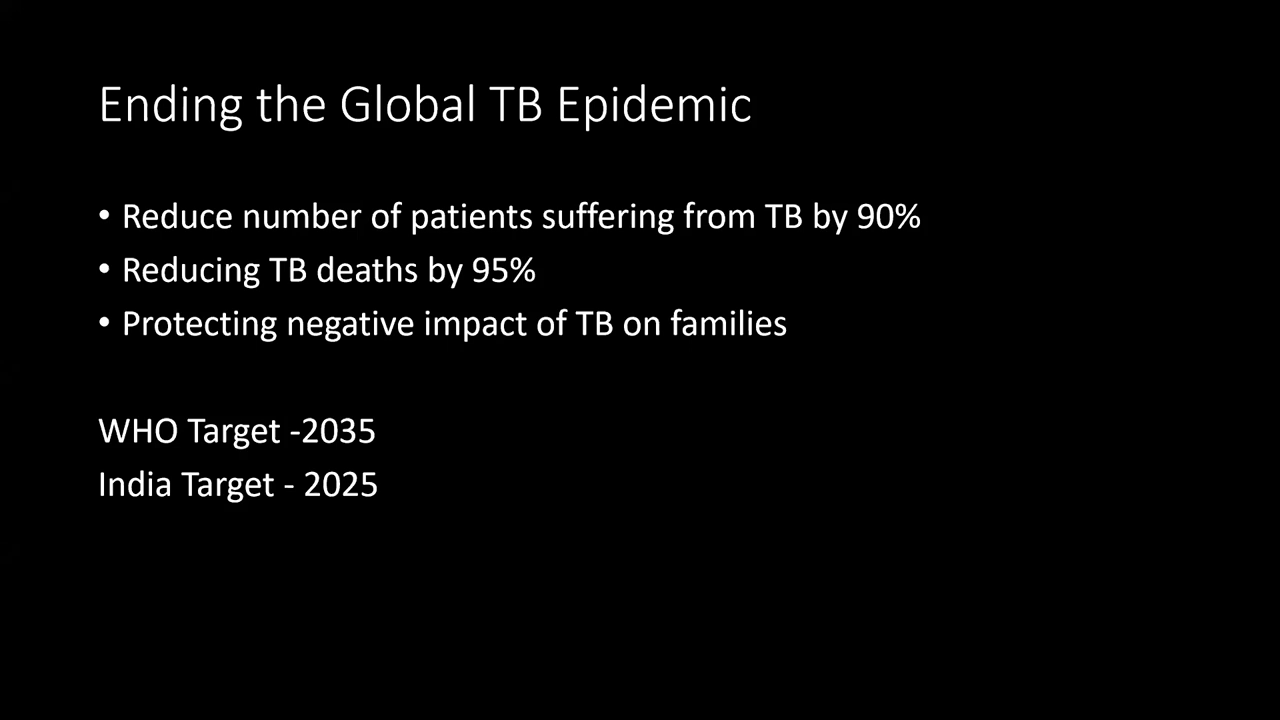 Ending the Global TB Epidemic
• Reduce number of patients suffering from TB by 90%
• Reducing TB deaths by 95%
• Protecting negative impact of TB on families
WHO Target -2035
India Target - 2025